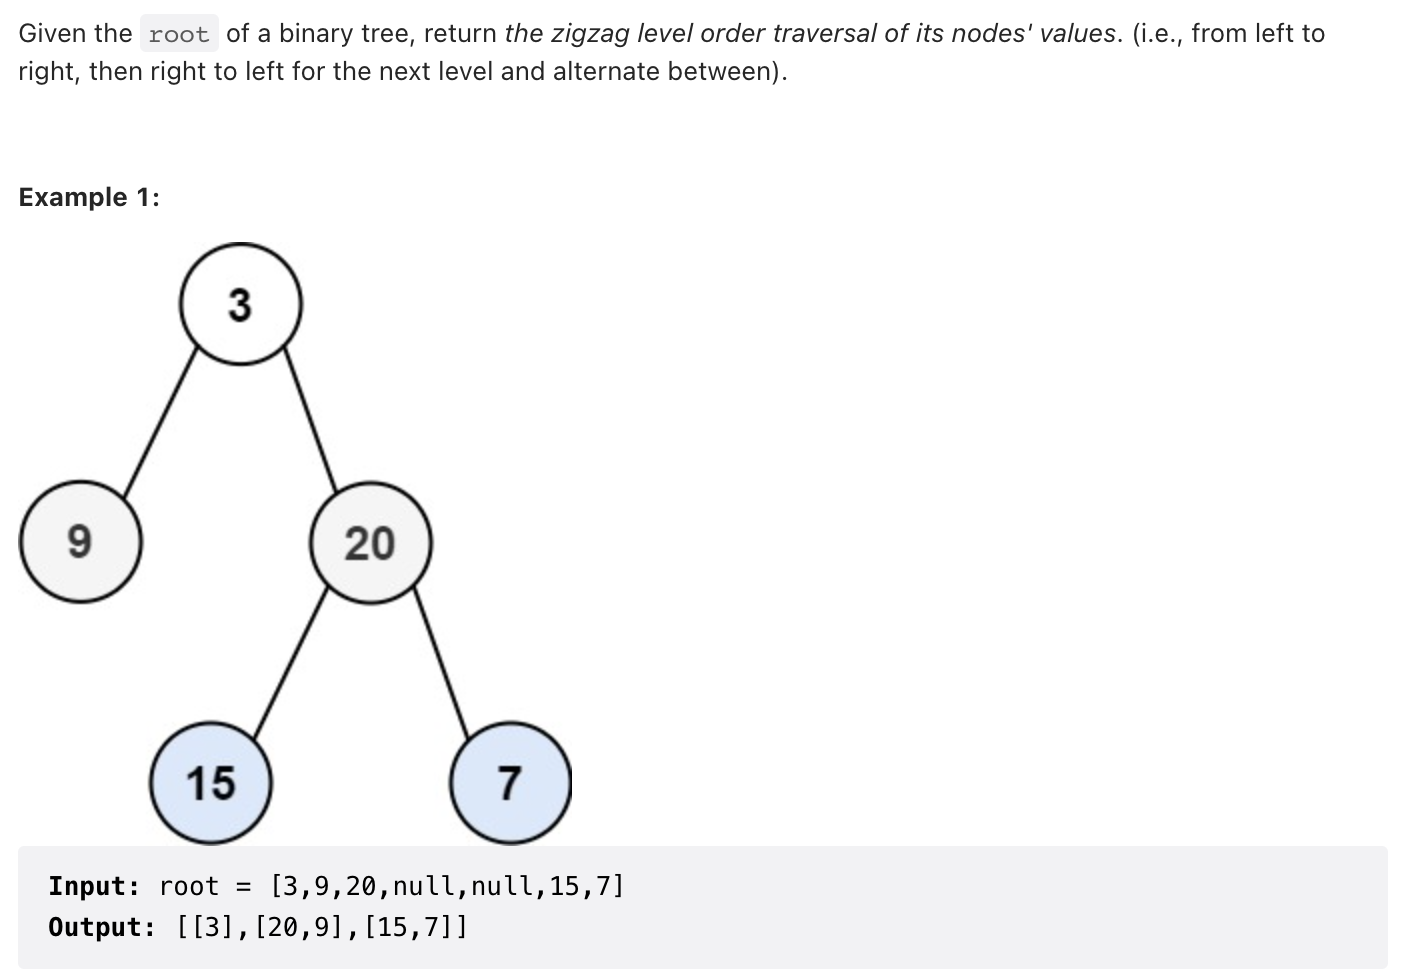 Given the root of a binary tree, return the zigzag level order traversal of its nodes' values. (i.e., from left to
right, then right to left for the next level and alternate between).
Example 1:
3
9 20
15 7
Input: root = [3,9,20,null,null,15,7]
Output: [[3],[20,9],[15,7]]